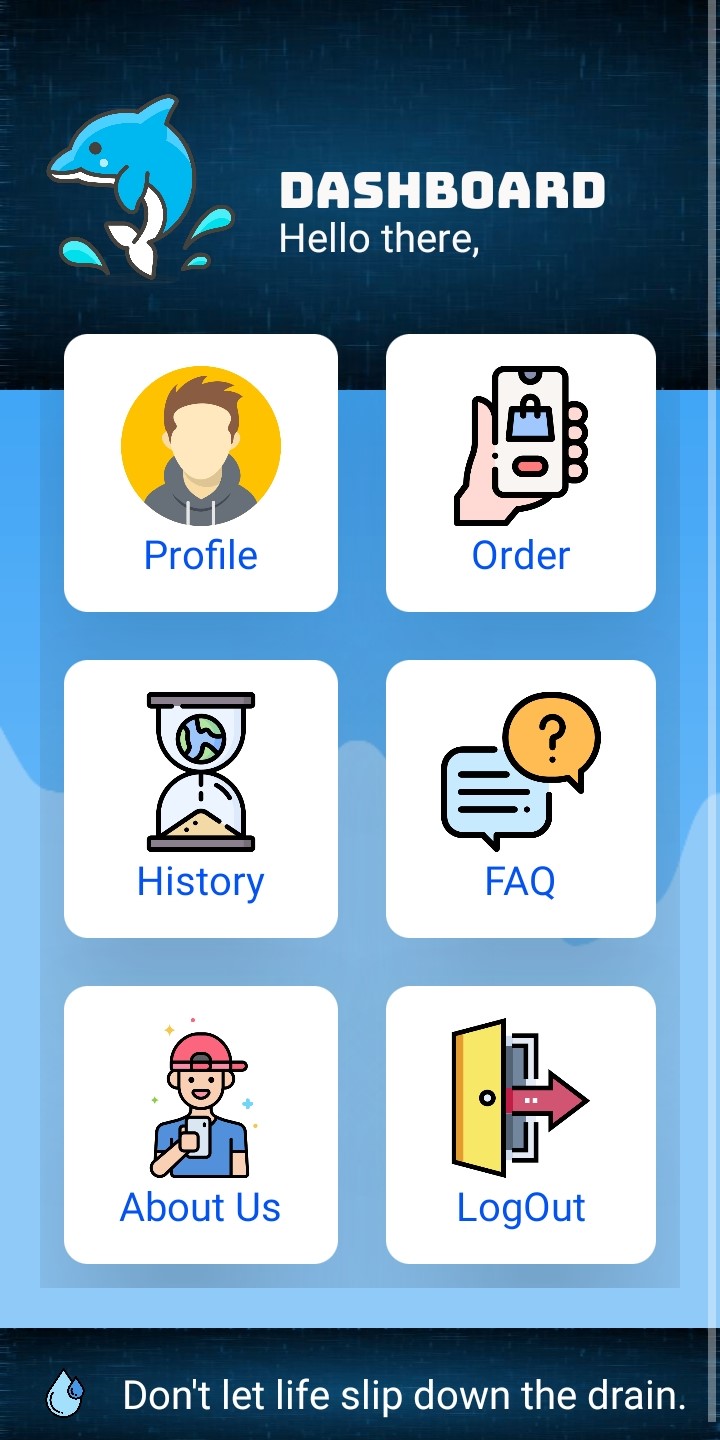 DASHBOARD
Hello there,
Profile
Order
History
FAQ
?
About Us
LogOut
Don't let life slip down the drain.